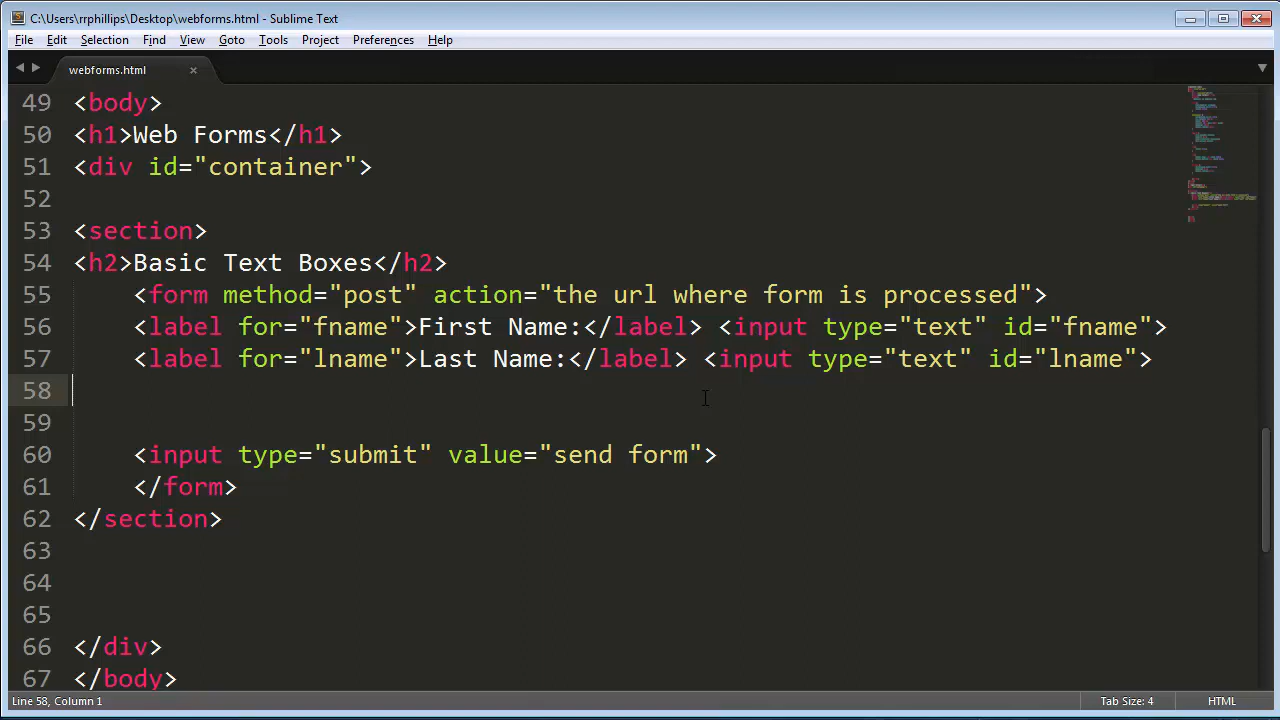 C:\Users\rrphillips\Desktop\webforms.html - Sublime Text
File Edit Selection Find View Goto Tools Project Preferences Help
webforms.html ×
49 <body>
50 <h1>Web Forms</h1>
51 <div id="container">
52
53 <section>
54 <h2>Basic Text Boxes</h2>
55 <form method="post" action="the url where form is processed">
56 <label for="fname">First Name:</label> <input type="text" id="fname">
57 <label for="lname">Last Name:</label> <input type="text" id="lname">
58
59
60 <input type="submit" value="send form">
61 </form>
62 </section>
63
64
65
66 </div>
67 </body>
Line 58, Column 1 Tab Size: 4 HTML